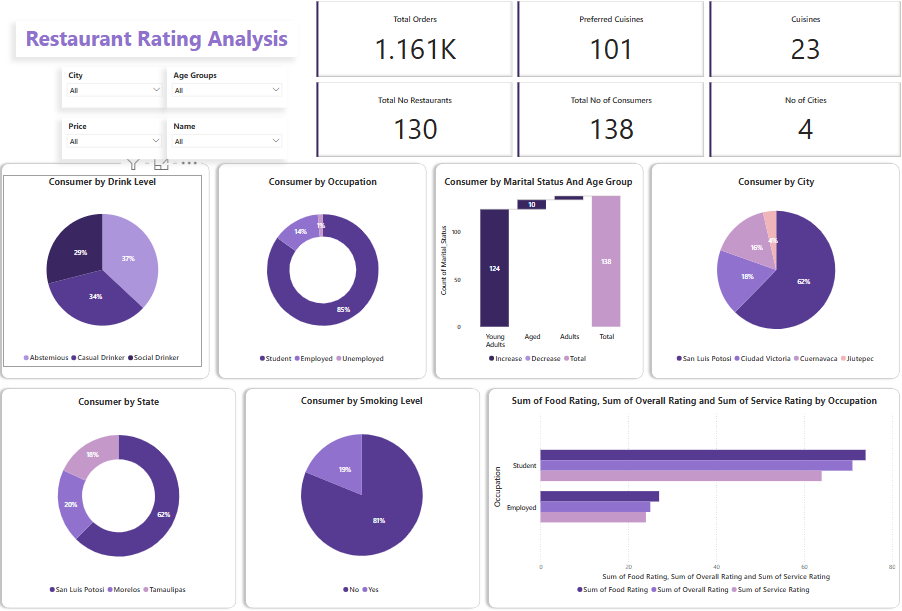 Restaurant Rating Analysis
City
All
Age Groups
All
Price
All
Name
All
Total Orders
1.161K
Preferred Cuisines
101
Cuisines
23
Total No Restaurants
130
Total No of Consumers
138
No of Cities
4
Consumer by Drink Level
37%
34%
29%
Abstemious Casual Drinker Social Drinker
Consumer by Occupation
1%
14%
85%
Student Employed Unemployed
Consumer by Marital Status And Age Group
Count of Marital_Status
100
50
0
124
10
138
Young Adults
Aged
Adults
Total
Increase Decrease Total
Consumer by City
4%
16%
18%
62%
San Luis Potosi Ciudad Victoria Cuernavaca Jiutepec
Consumer by State
18%
20%
62%
San Luis Potosi Morelos Tamaulipas
Consumer by Smoking Level
19%
81%
No Yes
Sum of Food Rating, Sum of Overall Rating and Sum of Service Rating by Occupation
Occupation
Student
Employed
0 20 40 60 80
Sum of Food Rating, Sum of Overall Rating and Sum of Service Rating
Sum of Food Rating Sum of Overall Rating Sum of Service Rating